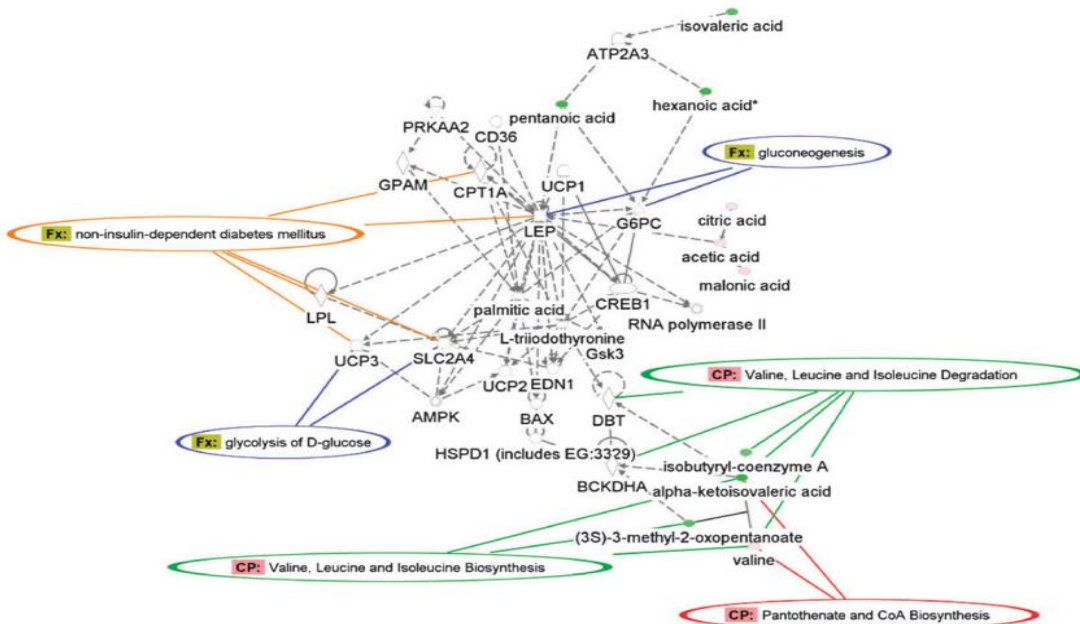 isovaleric acid
ATP2A3
hexanoic acid*
pentanoic acid
PRKAA2
CD36
Fx: gluconeogenesis
GPAM
CPT1A
UCP1
citric acid
LEP
G6PC
Fx: non-insulin-dependent diabetes mellitus
acetic acid
malonic acid
CREB1
palmitic acid
LPL
RNA polymerase II
L-triiodothyronine
Gsk3
UCP3
SLC2A4
UCP2
EDN1
CP: Valine, Leucine and Isoleucine Degradation
AMPK
BAX
DBT
Fx: glycolysis of D-glucose
HSPD1 (includes EG:3329)
isobutyryl-coenzyme A
BCKDHA
alpha-ketoisovaleric acid
(3S)-3-methyl-2-oxopentanoate
valine
CP: Valine, Leucine and Isoleucine Biosynthesis
CP: Pantothenate and CoA Biosynthesis